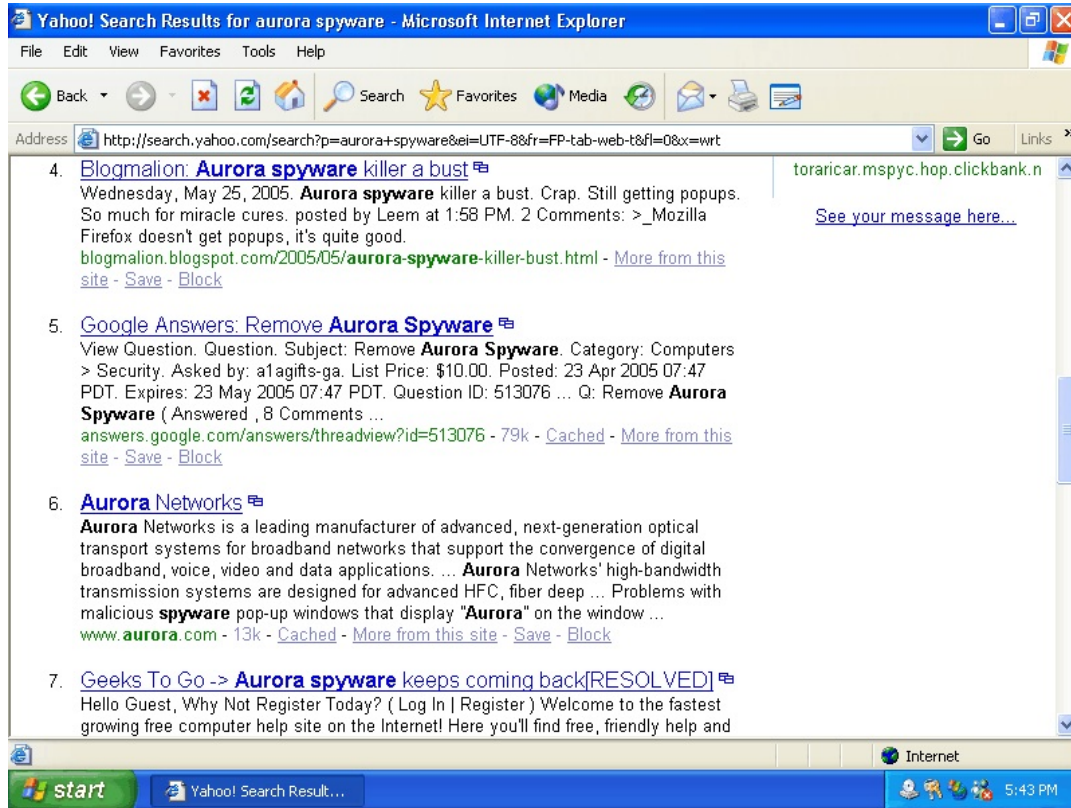 Yahoo! Search Results for aurora spyware - Microsoft Internet Explorer
File Edit View Favorites Tools Help
Back Search Favorites Media
Address http://search.yahoo.com/search?p=aurora+spyware&ei=UTF-8&fr=FP-tab-web-t&fl=0&x=wrt Go Links »
4. Blogmalion: Aurora spyware killer a bust
Wednesday, May 25, 2005. Aurora spyware killer a bust. Crap. Still getting popups.
So much for miracle cures. posted by Leem at 1:58 PM. 2 Comments: >_Mozilla
Firefox doesn't get popups, it's quite good.
blogmalion.blogspot.com/2005/05/aurora-spyware-killer-bust.html - More from this
site - Save - Block
toraricar.mspyc.hop.clickbank.n
See your message here...
5. Google Answers: Remove Aurora Spyware
View Question. Question. Subject: Remove Aurora Spyware. Category: Computers
> Security. Asked by: a1agifts-ga. List Price: $10.00. Posted: 23 Apr 2005 07:47
PDT. Expires: 23 May 2005 07:47 PDT. Question ID: 513076 ... Q: Remove Aurora
Spyware ( Answered , 8 Comments ...
answers.google.com/answers/threadview?id=513076 - 79k - Cached - More from this
site - Save - Block
6. Aurora Networks
Aurora Networks is a leading manufacturer of advanced, next-generation optical
transport systems for broadband networks that support the convergence of digital
broadband, voice, video and data applications. ... Aurora Networks' high-bandwidth
transmission systems are designed for advanced HFC, fiber deep ... Problems with
malicious spyware pop-up windows that display "Aurora" on the window ...
www.aurora.com - 13k - Cached - More from this site - Save - Block
7. Geeks To Go -> Aurora spyware keeps coming back[RESOLVED]
Hello Guest, Why Not Register Today? ( Log In | Register ) Welcome to the fastest
growing free computer help site on the Internet! Here you'll find free, friendly help and
Internet
start Yahoo! Search Result... 5:43 PM